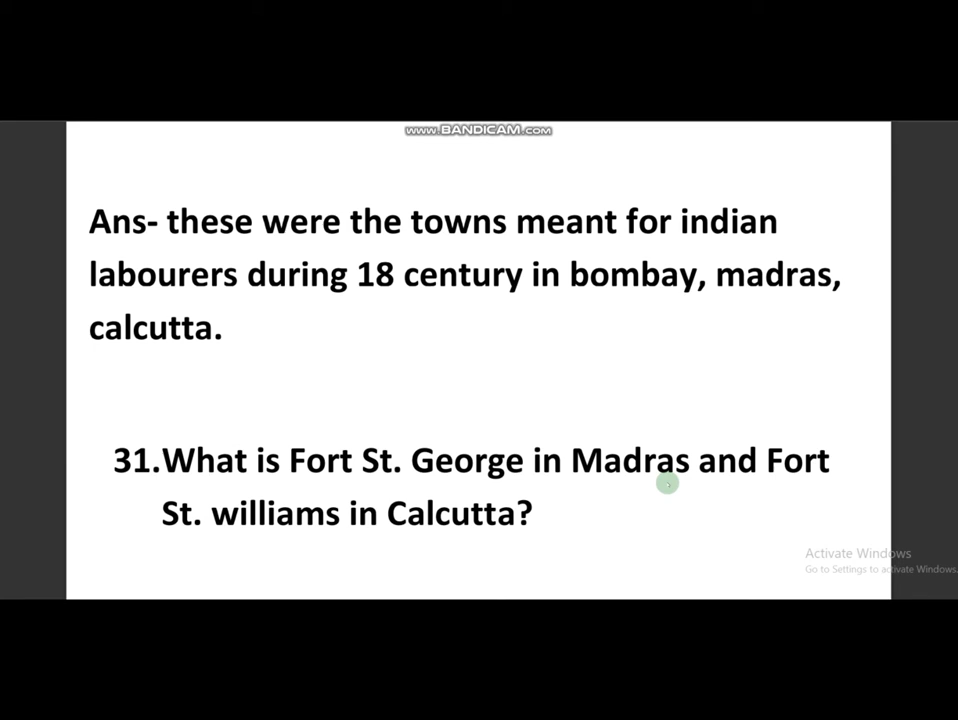 www.BANDICAM.com
Ans- these were the towns meant for indian
labourers during 18 century in bombay, madras,
calcutta.
31.What is Fort St. George in Madras and Fort
St. williams in Calcutta?
Activate Windows
Go to Settings to activate Windows.